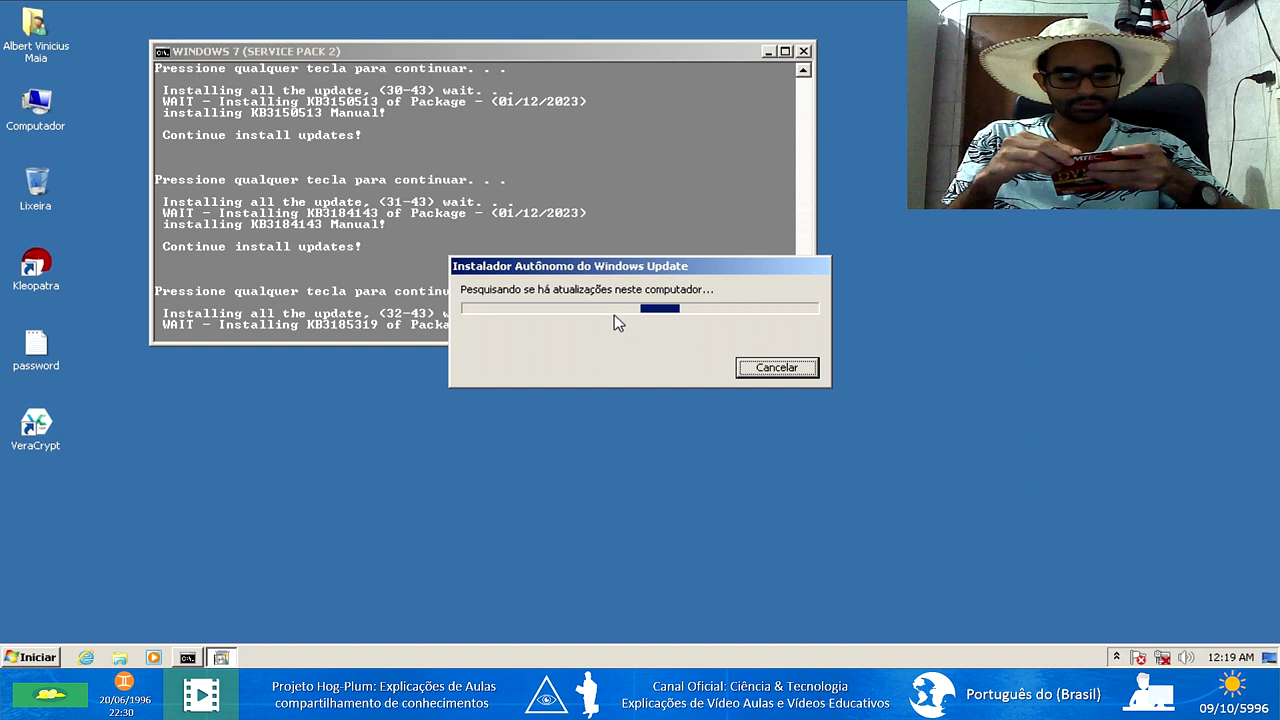 Albert Vinicius
Maia
Computador
Lixeira
Kleopatra
password
VeraCrypt
C:\.
WINDOWS 7 (SERVICE PACK 2)
Pressione qualquer tecla para continuar. . .
Installing all the update, (30-43) wait. . .
WAIT - Installing KB3150513 of Package - (01/12/2023)
installing KB3150513 Manual!
Continue install updates!
Pressione qualquer tecla para continuar. . .
Installing all the update, (31-43) wait. . .
WAIT - Installing KB3184143 of Package - (01/12/2023)
installing KB3184143 Manual!
Continue install updates!
Pressione qualquer tecla para continu
Installing all the update, (32-43) w
WAIT - Installing KB3185319 of Packa
Instalador Autônomo do Windows Update
Pesquisando se há atualizações neste computador...
Cancelar
Iniciar
C:\.
12:19 AM
20/06/1996
22:30
Projeto Hog-Plum: Explicações de Aulas
compartilhamento de conhecimentos
Canal Oficial: Ciência & Tecnologia
Explicações de Vídeo Aulas e Vídeos Educativos
Português do (Brasil)
09/10/5996